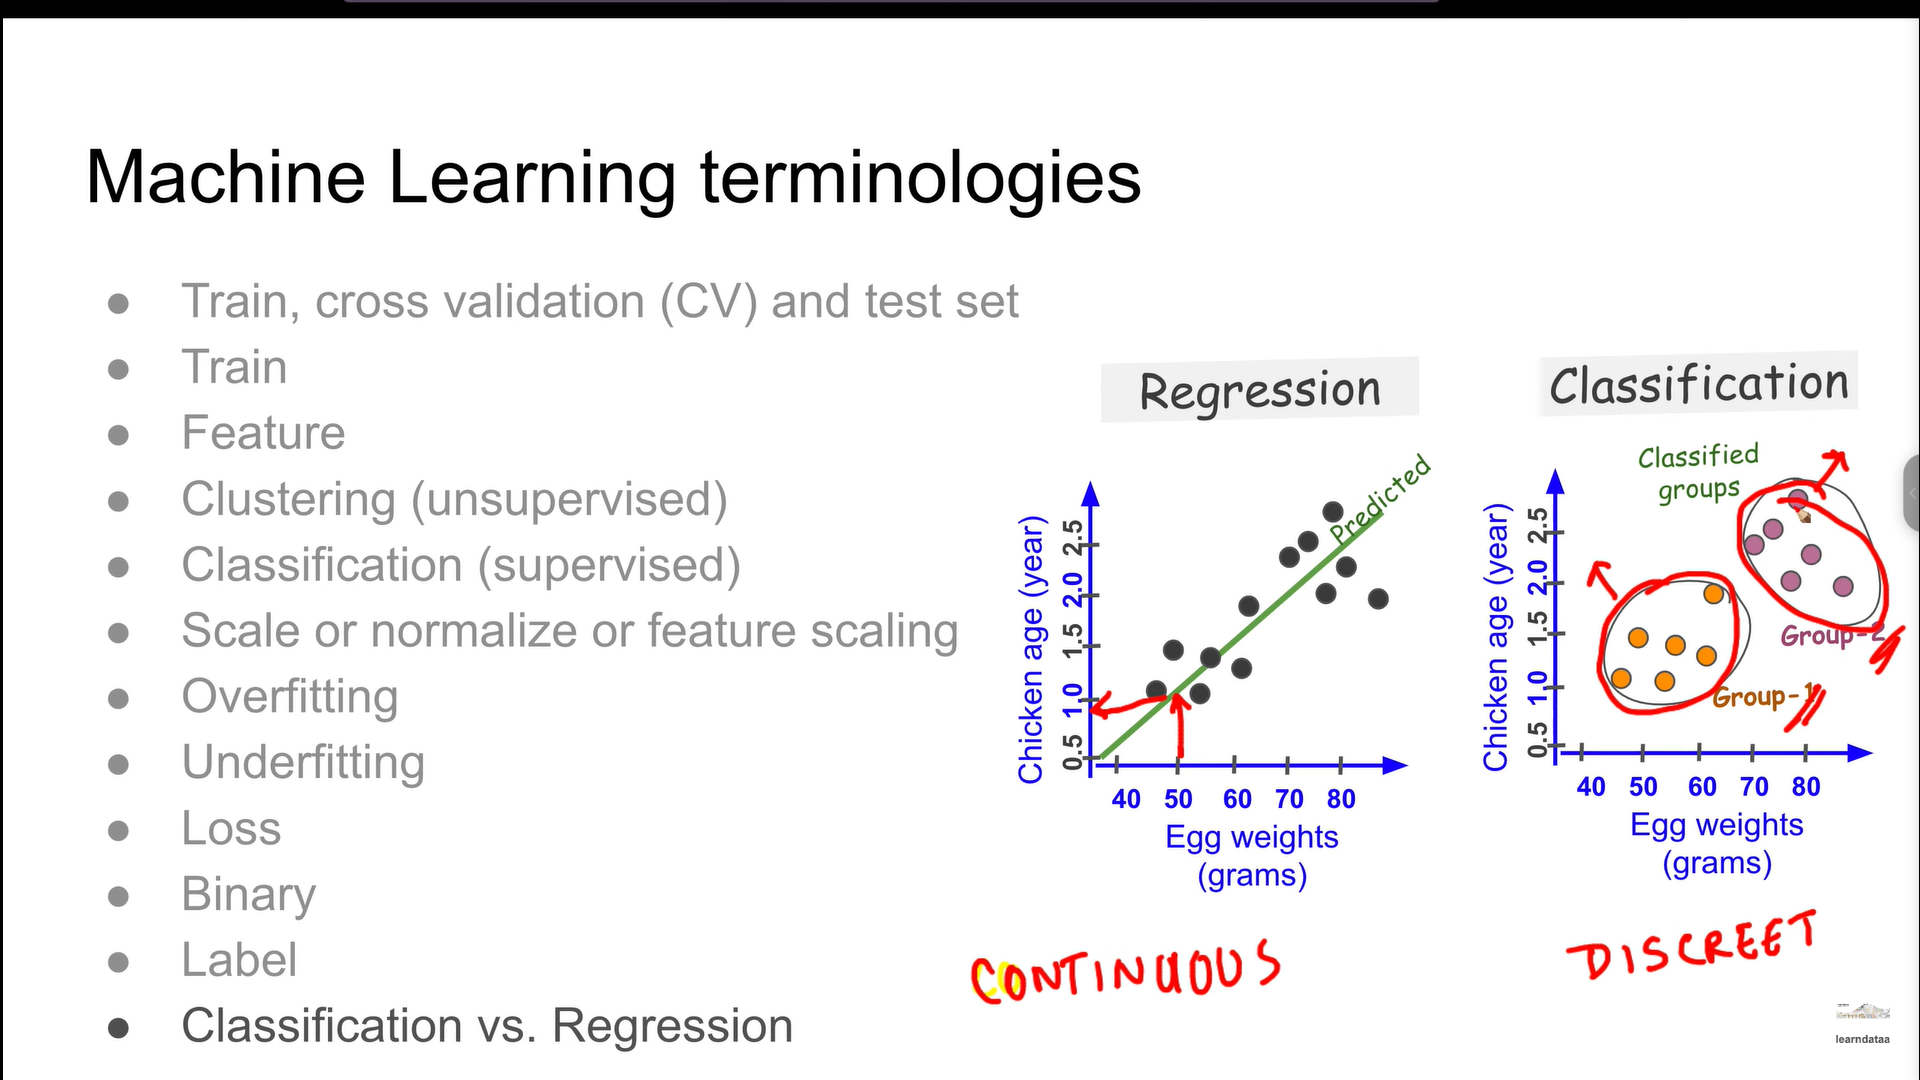 Machine Learning terminologies
Train, cross validation (CV) and test set
Train
Feature
Clustering (unsupervised)
Classification (supervised)
Scale or normalize or feature scaling
Overfitting
Underfitting
Loss
Binary
Label
Classification vs. Regression
Regression
Predicted
Chicken age (year)
2.5
2.0
1.5
1.0
0.5
40 50 60 70 80
Egg weights
(grams)
CONTINUOUS
Classification
Classified
groups
Group-2
Group-1
Chicken age (year)
2.5
2.0
1.5
1.0
0.5
40 50 60 70 80
Egg weights
(grams)
DISCREET
learndataa